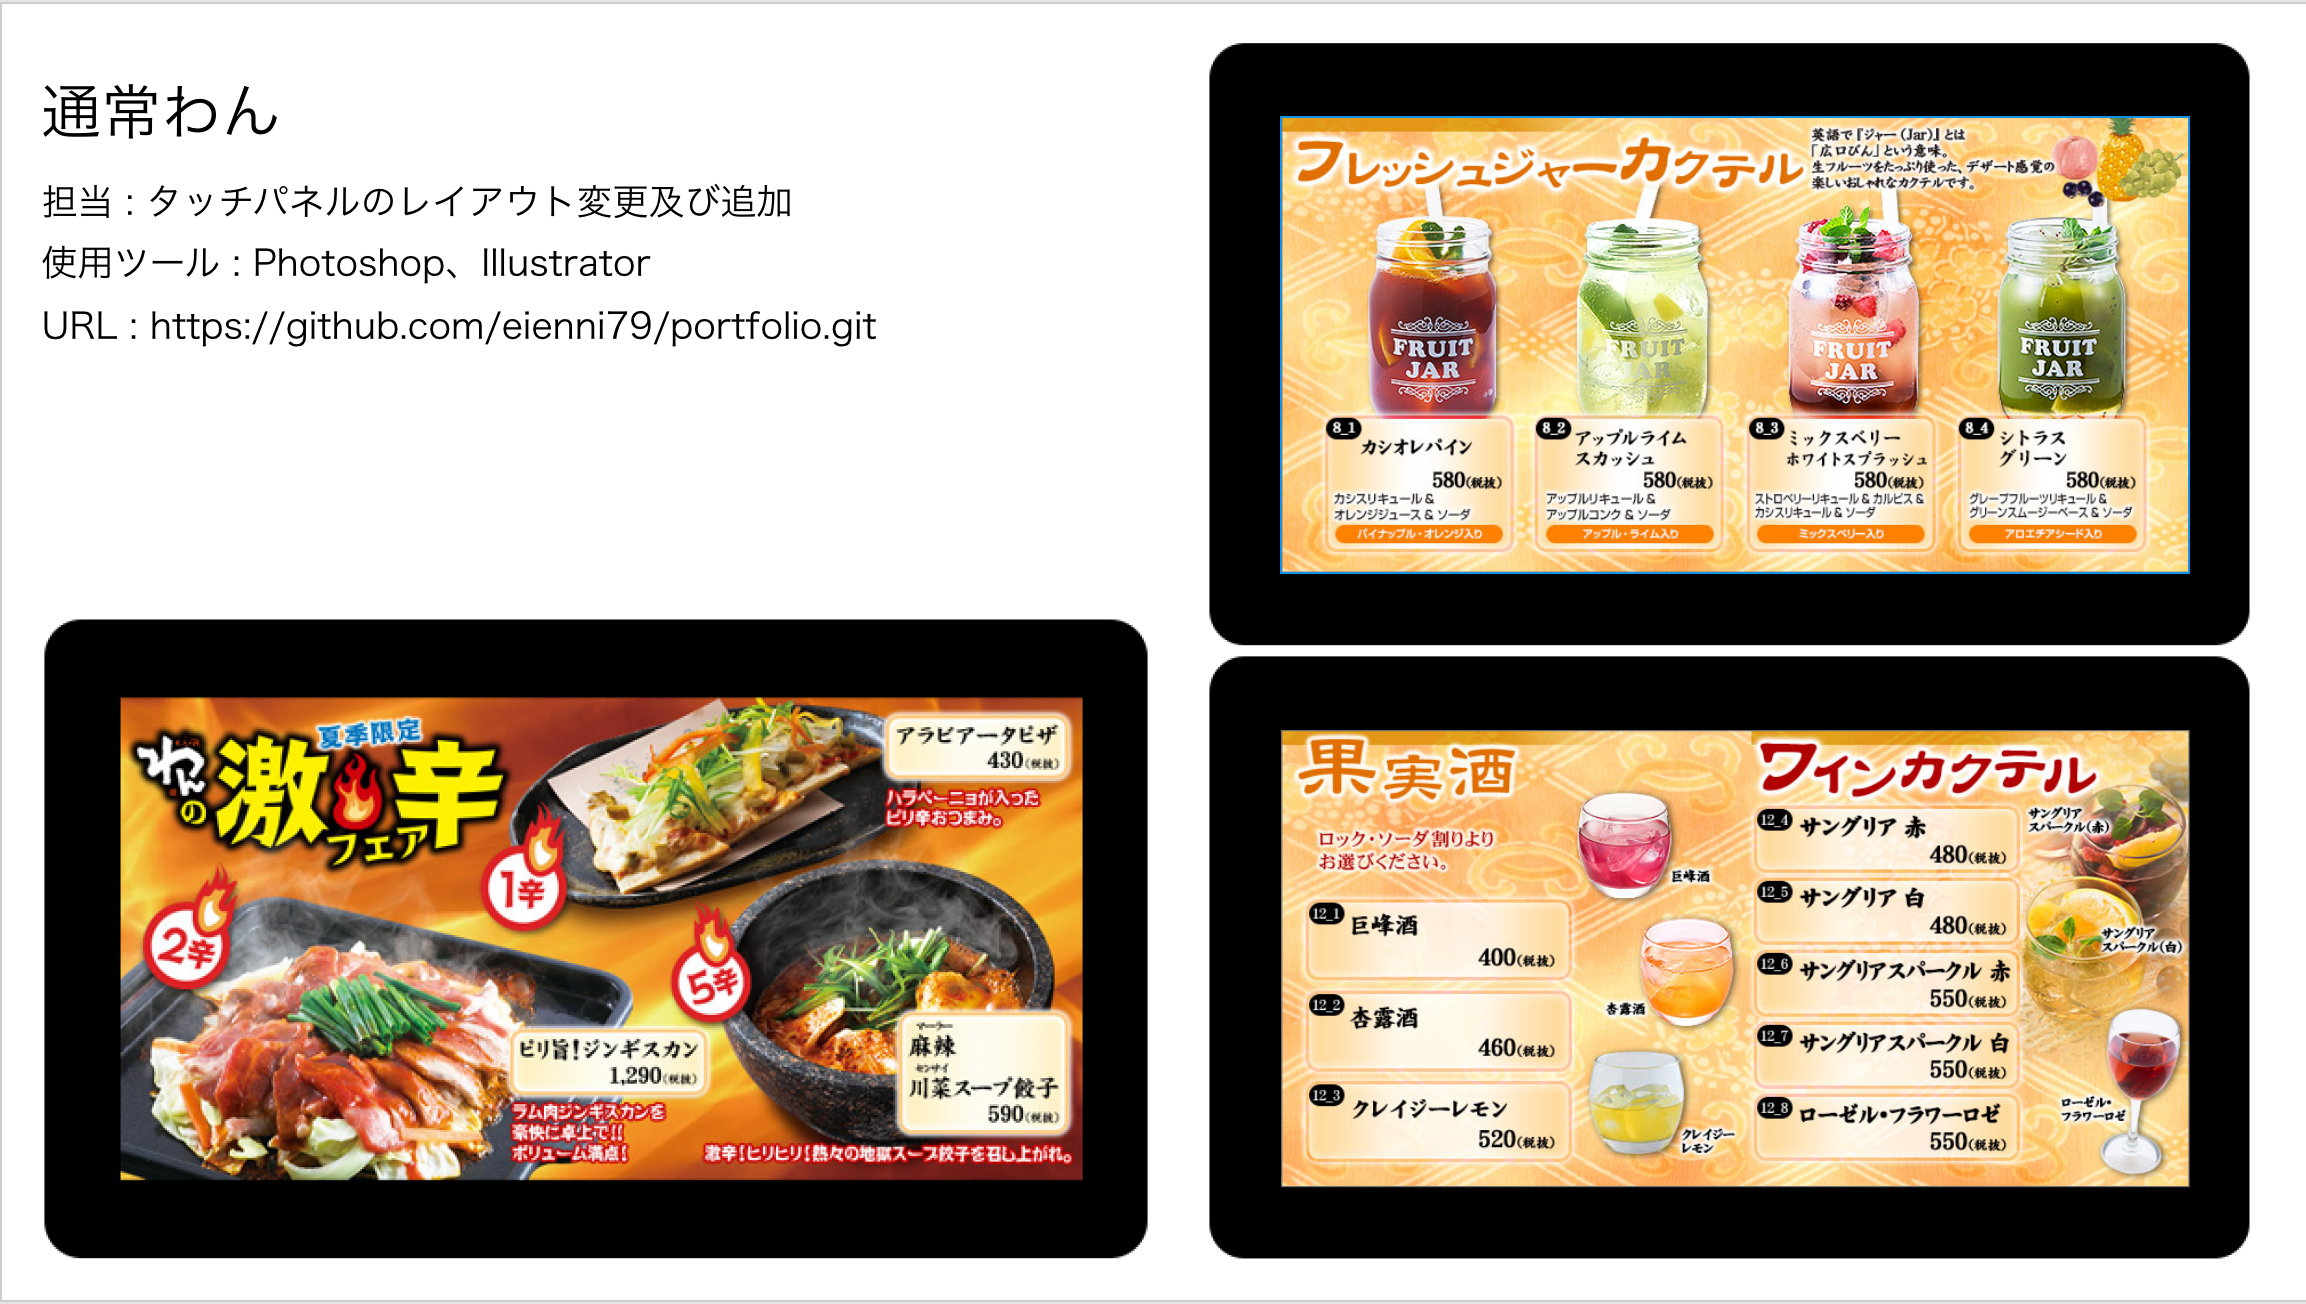 通常わん
担当 : タッチパネルのレイアウト変更及び追加
使用ツール : Photoshop、Illustrator
URL : https://github.com/eienni79/portfolio.git
フレッシュジャーカクテル
英語で『ジャー(Jar)』とは
「広口びん」という意味。
生フルーツをたっぷり使った、デザート感覚の
楽しいおしゃれなカクテルです。
FRUIT
JAR
FRUIT
JAR
FRUIT
JAR
FRUIT
JAR
8_1
カシオレパイン
580(税抜)
カシスリキュール &
オレンジジュース & ソーダ
パイナップル・オレンジ入り
8_2
アップルライム
スカッシュ
580(税抜)
アップルリキュール &
アップルコンク & ソーダ
アップル・ライム入り
8_3
ミックスベリー
ホワイトスプラッシュ
580(税抜)
ストロベリーリキュール & カルピス &
カシスリキュール & ソーダ
ミックスベリー入り
8_4
シトラス
グリーン
580(税抜)
グレープフルーツリキュール &
グリーンスムージーベース & ソーダ
アロエチアシード入り
夏季限定
わんの激辛フェア
アラビアータピザ
430(税抜)
ハラペーニョが入った
ピリ辛おつまみ。
1辛
2辛
5辛
ピリ旨!ジンギスカン
1,290(税抜)
ラム肉ジンギスカンを
豪快に卓上で!!
ボリューム満点!
マーラー
麻辣
センサイ
川菜スープ餃子
590(税抜)
激辛!ヒリヒリ!熱々の地獄スープ餃子を召し上がれ。
果実酒
ロック・ソーダ割りより
お選びください。
巨峰酒
杏露酒
クレイジー
レモン
12_1
巨峰酒
400(税抜)
12_2
杏露酒
460(税抜)
12_3
クレイジーレモン
520(税抜)
ワインカクテル
12_4
サングリア 赤
480(税抜)
12_5
サングリア 白
480(税抜)
12_6
サングリアスパークル 赤
550(税抜)
12_7
サングリアスパークル 白
550(税抜)
12_8
ローゼル・フラワーロゼ
550(税抜)
サングリア
スパークル(赤)
サングリア
スパークル(白)
ローゼル・
フラワーロゼ